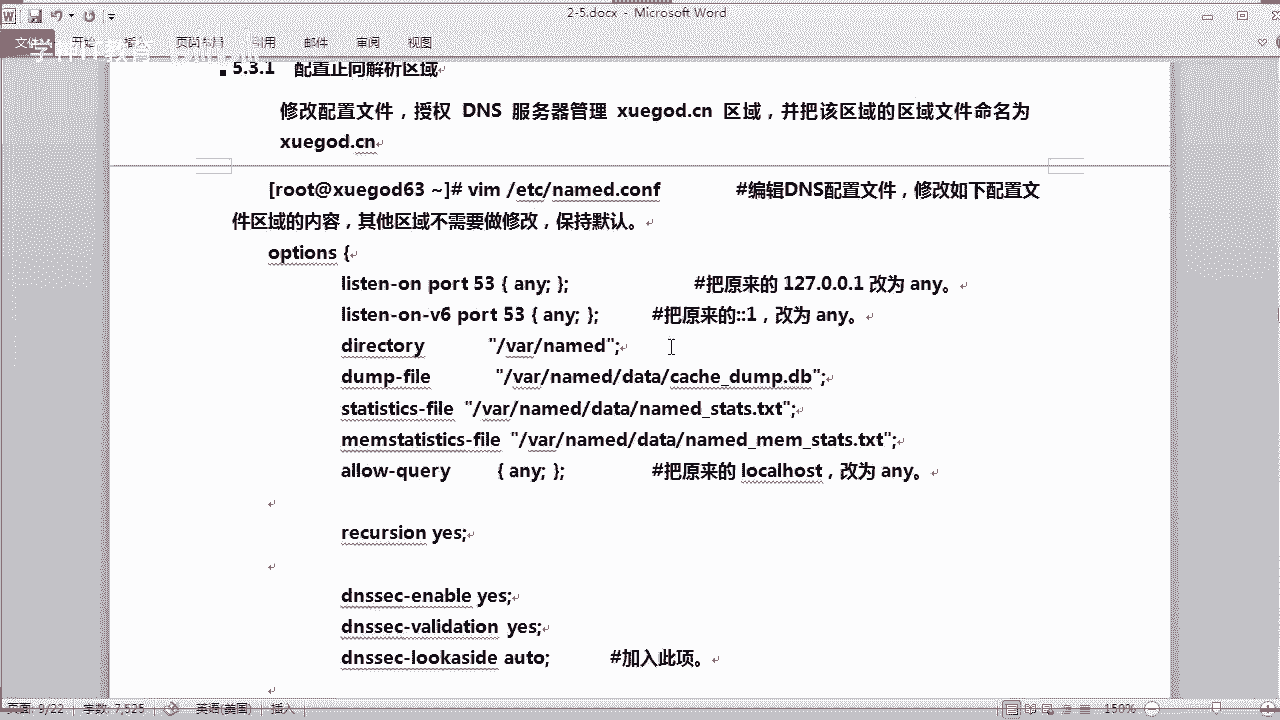 2-5.docx - Microsoft Word
文件 开始 插入 页面布局 引用 邮件 审阅 视图
5.3.1 配置正向解析区域
修改配置文件，授权 DNS 服务器管理 xuegod.cn 区域，并把该区域的区域文件命名为
xuegod.cn
[root@xuegod63 ~]# vim /etc/named.conf #编辑DNS配置文件，修改如下配置文
件区域的内容，其他区域不需要做修改，保持默认。
options {
listen-on port 53 { any; }; #把原来的 127.0.0.1 改为 any。
listen-on-v6 port 53 { any; }; #把原来的::1，改为 any。
directory "/var/named";
dump-file "/var/named/data/cache_dump.db";
statistics-file "/var/named/data/named_stats.txt";
memstatistics-file "/var/named/data/named_mem_stats.txt";
allow-query { any; }; #把原来的 localhost，改为 any。
recursion yes;
dnssec-enable yes;
dnssec-validation yes;
dnssec-lookaside auto; #加入此项。
页面: 9/22 字数: 7,525 英语(美国) 插入 150%